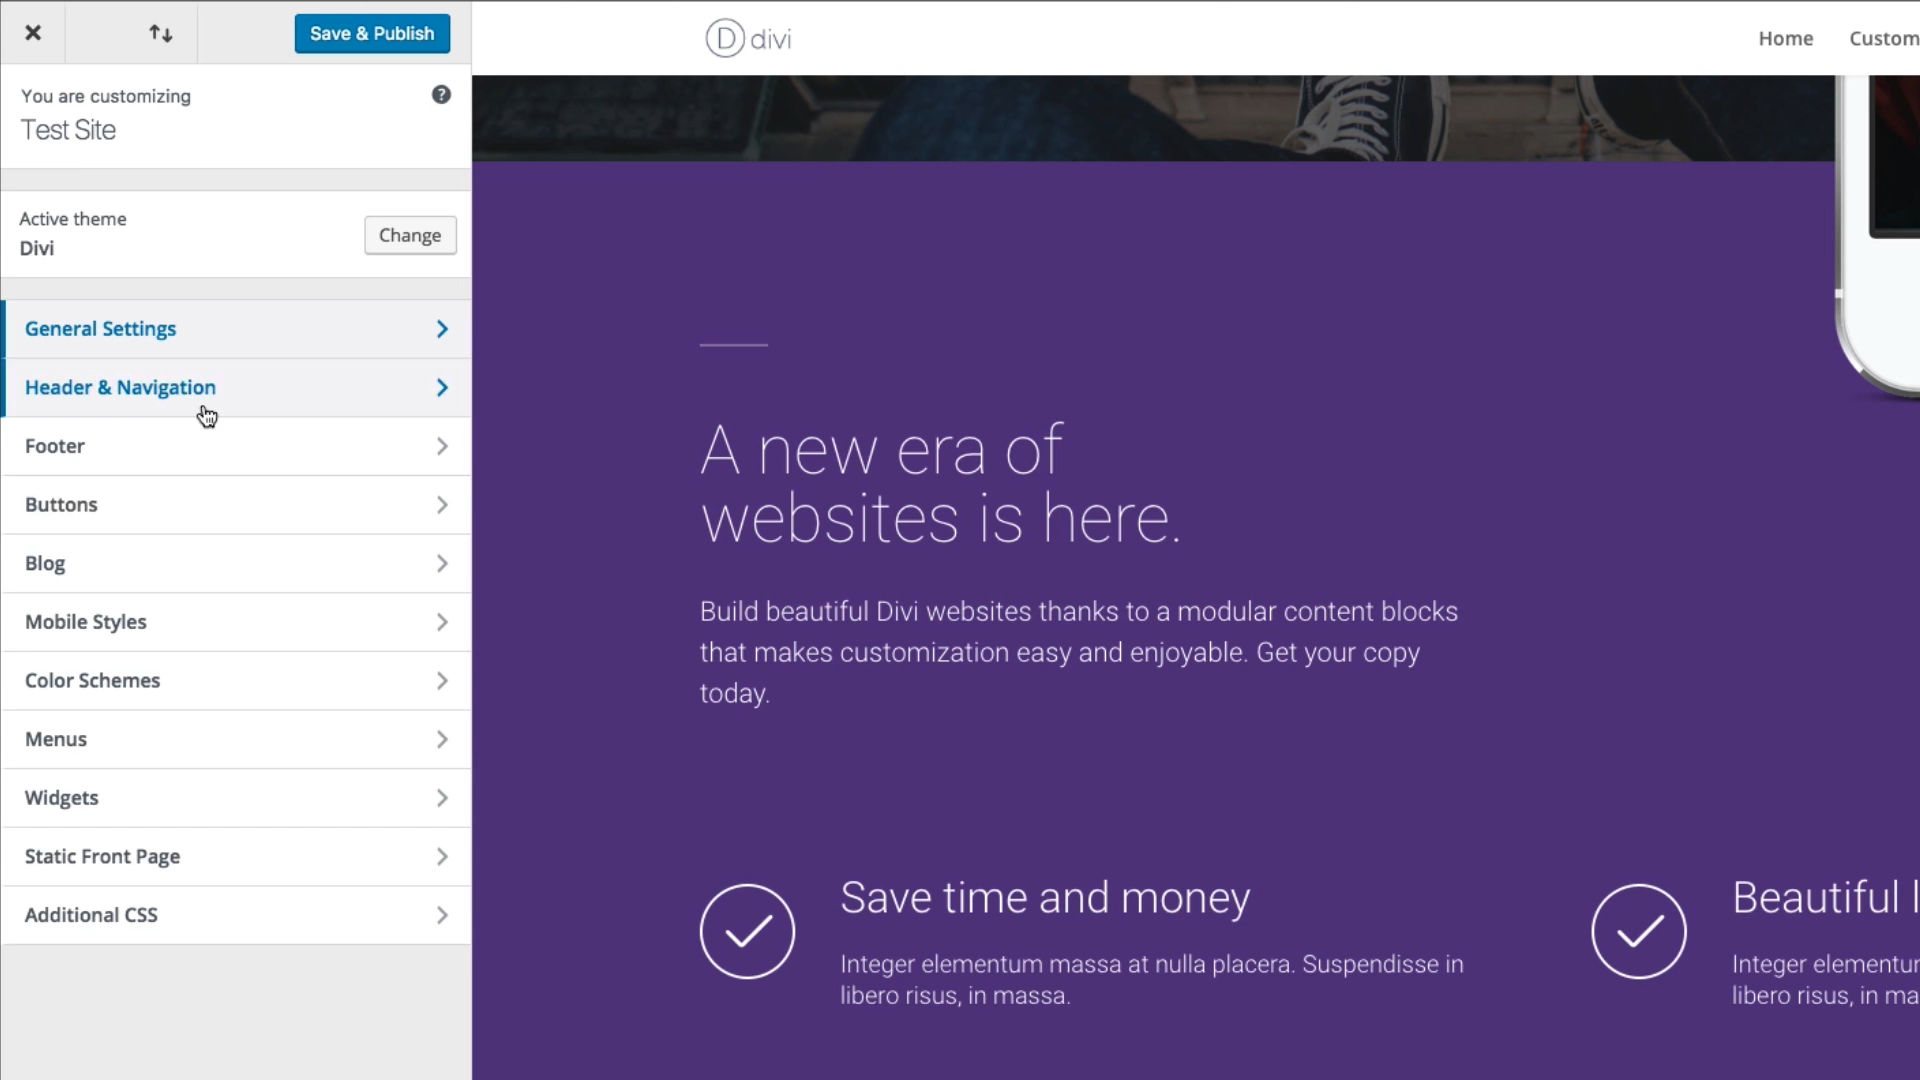 Save & Publish
You are customizing
Test Site
Active theme
Divi
Change
General Settings
Header & Navigation
Footer
Buttons
Blog
Mobile Styles
Color Schemes
Menus
Widgets
Static Front Page
Additional CSS
D divi
Home
Custom
A new era of
websites is here.
Build beautiful Divi websites thanks to a modular content blocks
that makes customization easy and enjoyable. Get your copy
today.
Save time and money
Integer elementum massa at nulla placera. Suspendisse in
libero risus, in massa.
Beautiful
Integer
libero risus, in